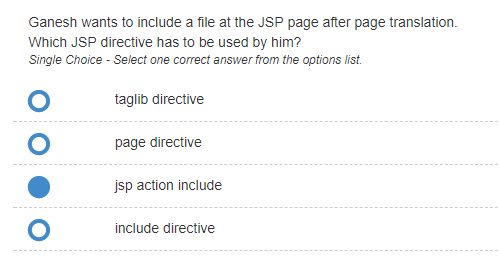 Ganesh wants to include a file at the JSP page after page translation.
Which JSP directive has to be used by him?
Single Choice - Select one correct answer from the options list.
taglib directive
page directive
jsp action include
include directive